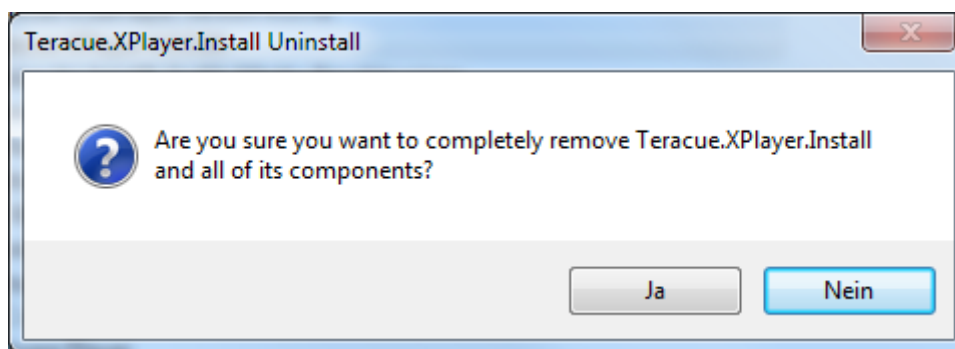 Teracue.XPlayer.Install Uninstall
Are you sure you want to completely remove Teracue.XPlayer.Install
and all of its components?
Ja
Nein